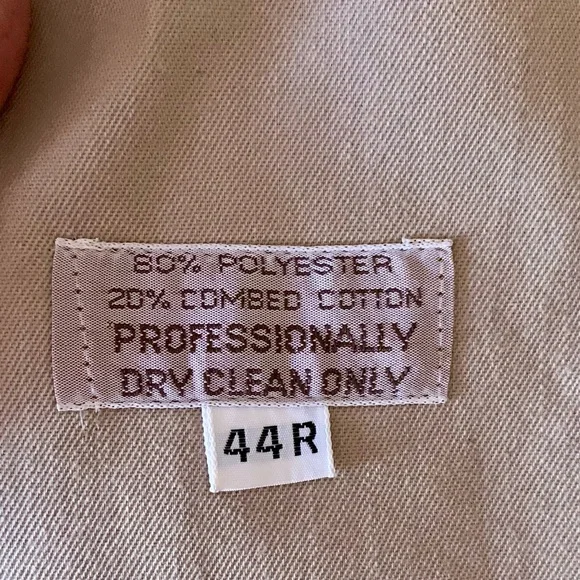 80% POLYESTER
20% COMBED COTTON
PROFESSIONALLY
DRY CLEAN ONLY
44R